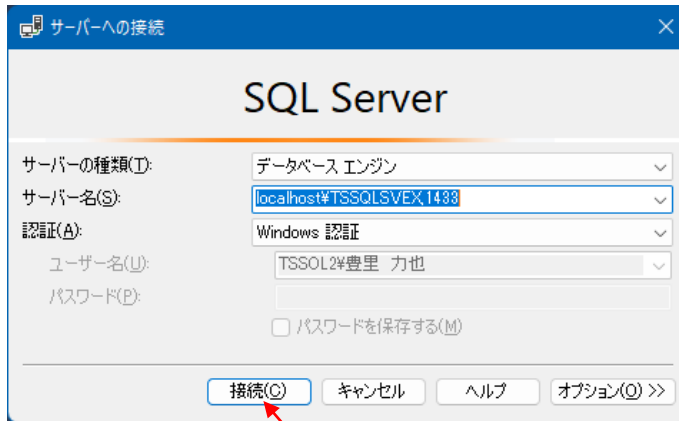 サーバーへの接続
SQL Server
サーバーの種類(T):
データベース エンジン
サーバー名(S):
localhost¥TSSQLSVEX,1433
認証(A):
Windows 認証
ユーザー名(U):
TSSOL2¥豊里 力也
パスワード(P):
パスワードを保存する(M)
接続(C) キャンセル ヘルプ オプション(O) >>